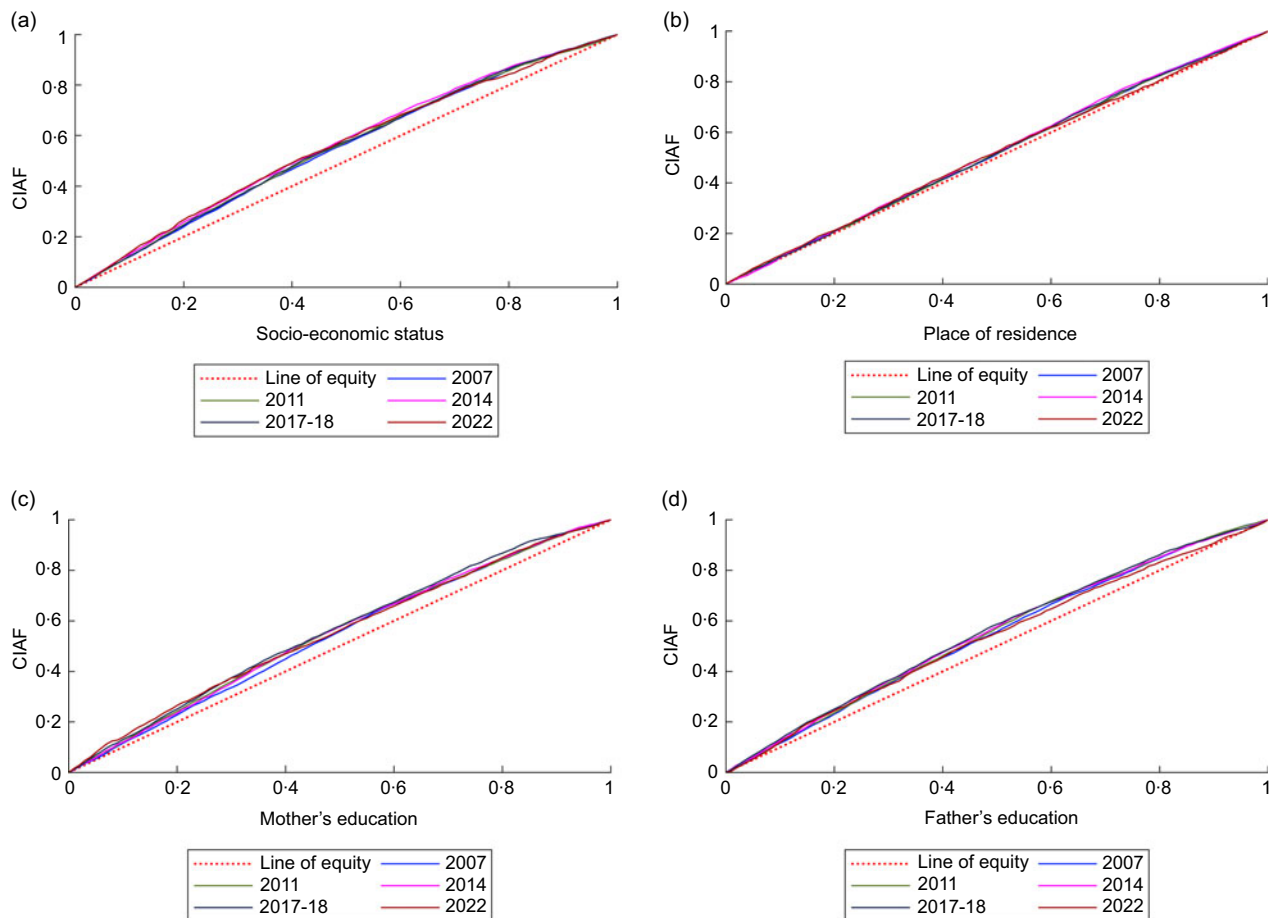 (a)
1
0·8
0·6
0·4
0·2
0
CIAF
0 0·2 0·4 0·6 0·8 1
Socio-economic status
Line of equity 2007
2011 2014
2017-18 2022
(b)
1
0·8
0·6
0·4
0·2
0
CIAF
0 0·2 0·4 0·6 0·8 1
Place of residence
Line of equity 2007
2011 2014
2017-18 2022
(c)
1
0·8
0·6
0·4
0·2
0
CIAF
0 0·2 0·4 0·6 0·8 1
Mother’s education
Line of equity 2007
2011 2014
2017-18 2022
(d)
1
0·8
0·6
0·4
0·2
0
CIAF
0 0·2 0·4 0·6 0·8 1
Father’s education
Line of equity 2007
2011 2014
2017-18 2022